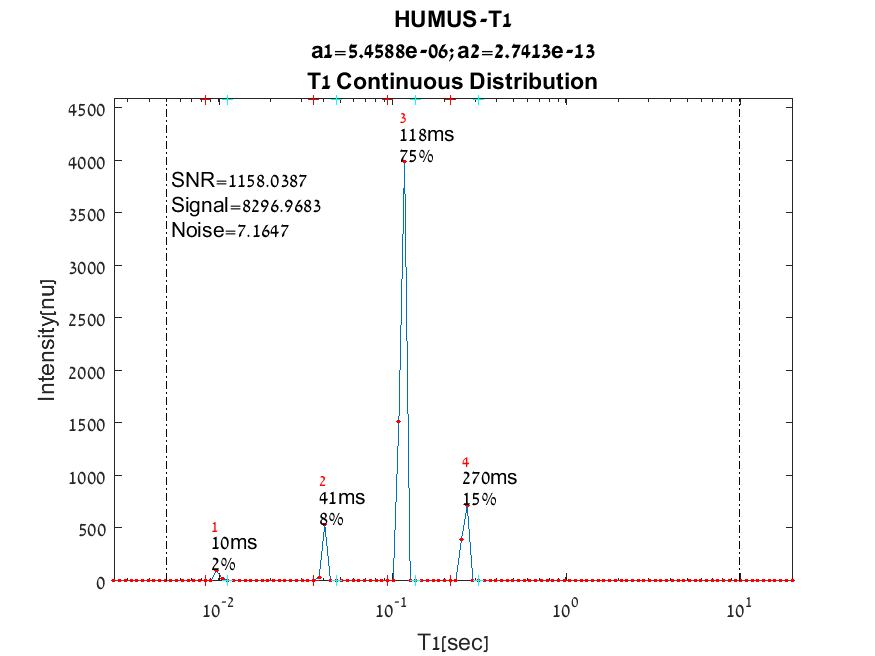 HUMUS-T1
a1=5.4588e-06; a2=2.7413e-13
T1 Continuous Distribution
4500
4000
3500
3000
2500
2000
1500
1000
500
0
Intensity[nu]
SNR=1158.0387
Signal=8296.9683
Noise=7.1647
1
10ms
2%
2
41ms
8%
3
118ms
75%
4
270ms
15%
10^-2
10^-1
10^0
10^1
T1[sec]